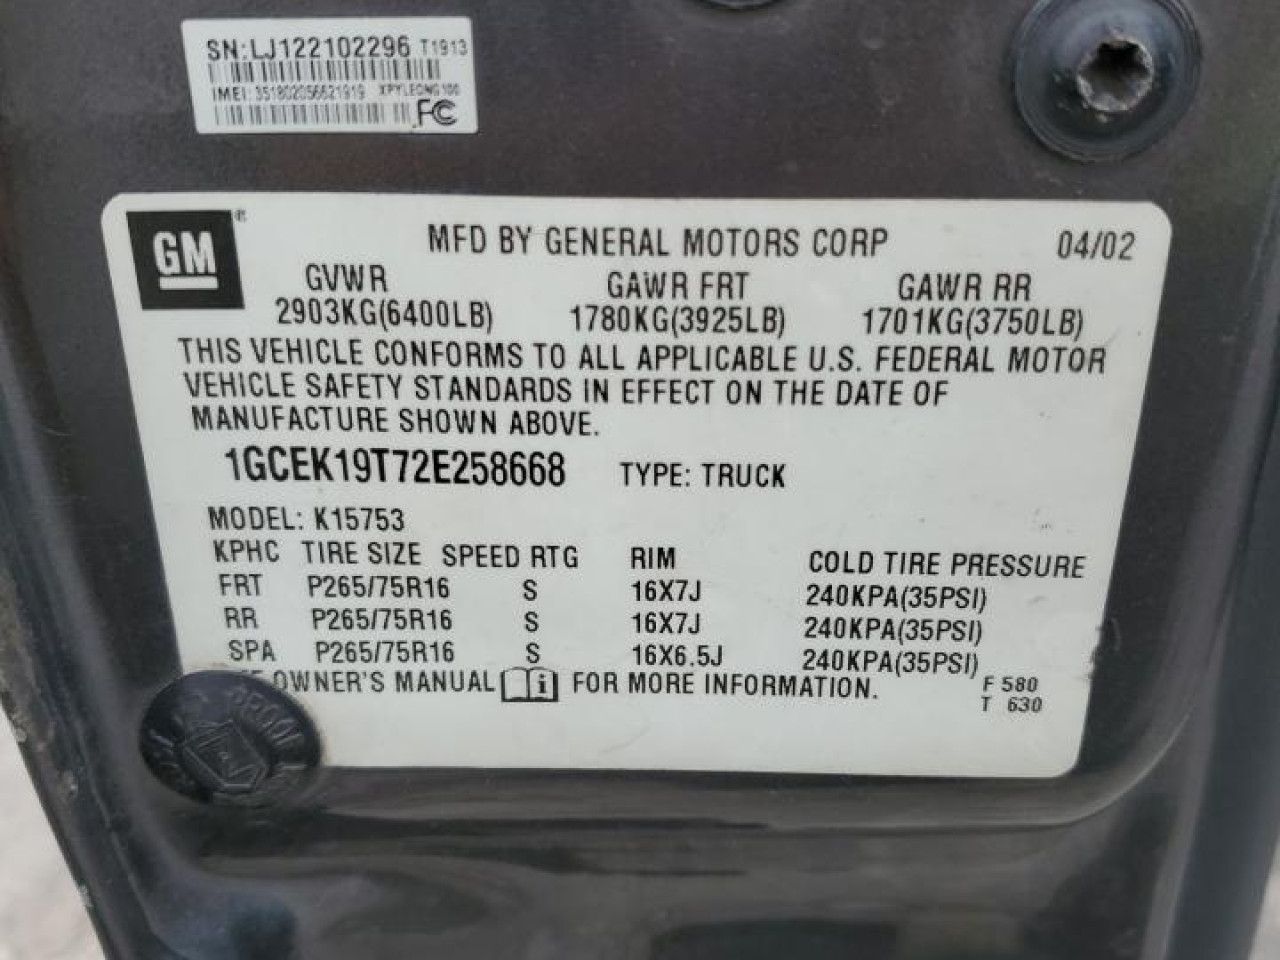 SN:LJ122102296 T1913
IMEI:351802056621919 XPYLEONG100
FC
GM ®
MFD BY GENERAL MOTORS CORP 04/02
GVWR GAWR FRT GAWR RR
2903KG(6400LB) 1780KG(3925LB) 1701KG(3750LB)
THIS VEHICLE CONFORMS TO ALL APPLICABLE U.S. FEDERAL MOTOR
VEHICLE SAFETY STANDARDS IN EFFECT ON THE DATE OF
MANUFACTURE SHOWN ABOVE.
1GCEK19T72E258668 TYPE: TRUCK
MODEL: K15753
KPHC TIRE SIZE SPEED RTG RIM COLD TIRE PRESSURE
FRT P265/75R16 S 16X7J 240KPA(35PSI)
RR P265/75R16 S 16X7J 240KPA(35PSI)
SPA P265/75R16 S 16X6.5J 240KPA(35PSI)
OWNER'S MANUAL i FOR MORE INFORMATION.
F 580
T 630